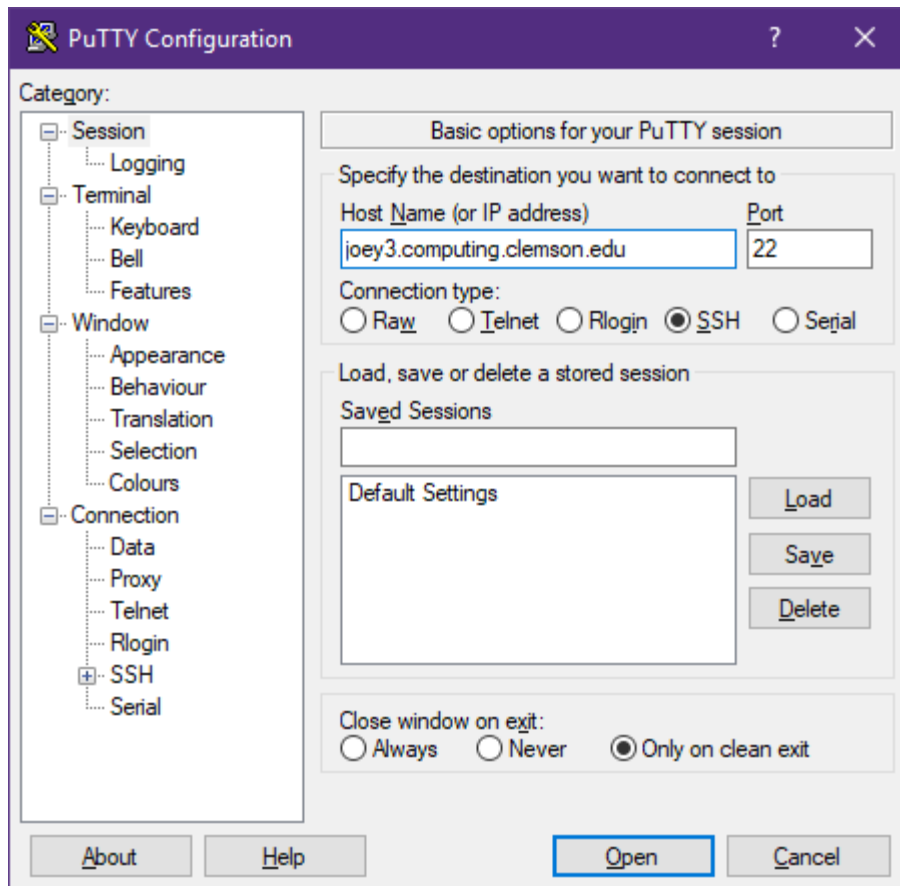 PuTTY Configuration
?
Category:
Session
Logging
Terminal
Keyboard
Bell
Features
Window
Appearance
Behaviour
Translation
Selection
Colours
Connection
Data
Proxy
Telnet
Rlogin
SSH
Serial
Basic options for your PuTTY session
Specify the destination you want to connect to
Host Name (or IP address) Port
joey3.computing.clemson.edu 22
Connection type:
Raw Telnet Rlogin SSH Serial
Load, save or delete a stored session
Saved Sessions
Default Settings
Load
Save
Delete
Close window on exit:
Always Never Only on clean exit
About Help Open Cancel